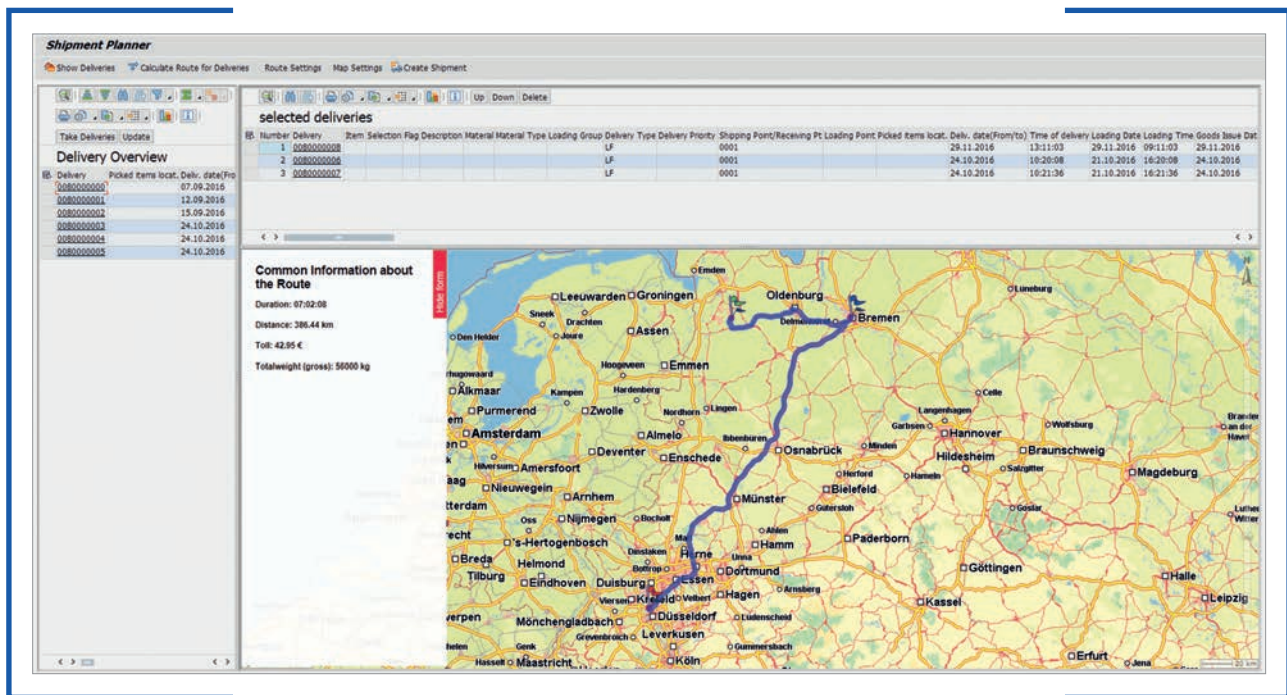 Shipment Planner
Show Deliveries Calculate Route for Deliveries Route Settings Map Settings Create Shipment
Take Deliveries Update
Delivery Overview
Delivery Picked items locat. Deliv. date(Fro
0080000000 07.09.2016
0080000001 12.09.2016
0080000002 15.09.2016
0080000003 24.10.2016
0080000004 24.10.2016
0080000005 24.10.2016
Up Down Delete
selected deliveries
Number Delivery Item Selection Flag Description Material Material Type Loading Group Delivery Type Delivery Priority Shipping Point/Receiving Pt Loading Point Picked items locat. Deliv. date(From/to) Time of delivery Loading Date Loading Time Goods Issue Dat
1 0080000008 LF 0001 29.11.2016 13:11:03 29.11.2016 09:11:03 29.11.2016
2 0080000006 LF 0001 24.10.2016 10:20:08 21.10.2016 16:20:08 24.10.2016
3 0080000007 LF 0001 24.10.2016 10:21:36 21.10.2016 16:21:36 24.10.2016
Common Information about
the Route
Duration: 07:02:08
Distance: 386.44 km
Toll: 42.95 €
Totalweight (gross): 56000 kg
Hide form
Emden
Leeuwarden Groningen Oldenburg Lüneburg
Sneek Drachten Delmenhorst Bremen
Den Helder Joure Assen
Hoogeveen Emmen
rhugowaard
Alkmaar Kampen Hardenberg Celle
Purmerend Zwolle Nordhorn Lingen Langenhagen
Garbsen Hannover Wolfsburg
Amsterdam Almelo Ibbenburen Minden
Deventer Enschede Osnabrück Hildesheim Braunschweig
Hilversum Amersfoort Herford Hameln Salzgitter Magdeburg
Nieuwegein Bielefeld
Arnhem Münster Gütersloh Goslar
Oss Nijmegen Bocholt Ahlen
's-Hertogenbosch Hamm Paderborn
Breda Helmond Dinslaken Herne Unna
Tilburg Eindhoven Bottrop Dortmund Göttingen Halle
Duisburg Essen
Viersen Krefeld Velbert Hagen Arnsberg Kassel Leipzig
Düsseldorf Lüdenscheid
Mönchengladbach
Grevenbroich Leverkusen
Genk Gummersbach
Hasselt Maastricht Köln Erfurt Jena
20 km